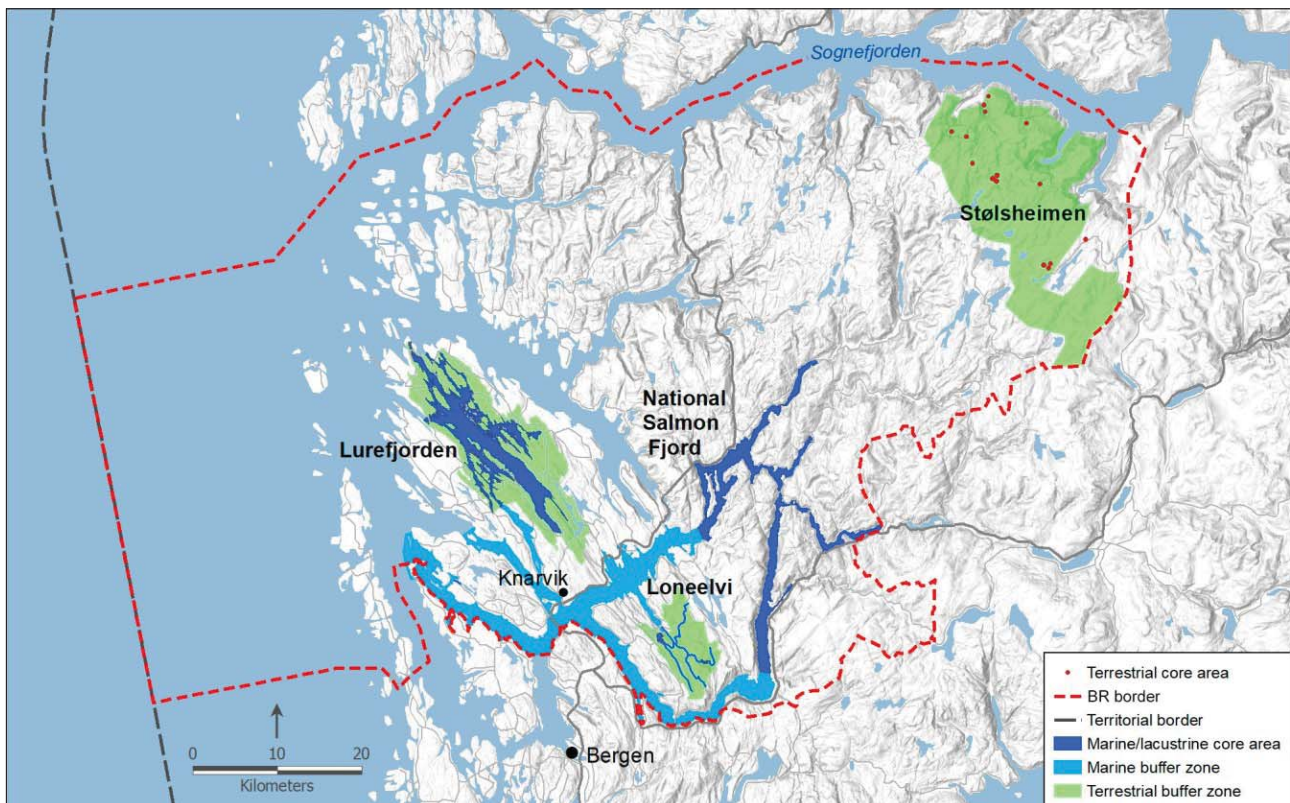 Sognefjorden
Stølsheimen
National
Salmon
Fjord
Lurefjorden
Knarvik
Loneelvi
Bergen
0 10 20
Kilometers
Terrestrial core area
BR border
Territorial border
Marine/lacustrine core area
Marine buffer zone
Terrestrial buffer zone